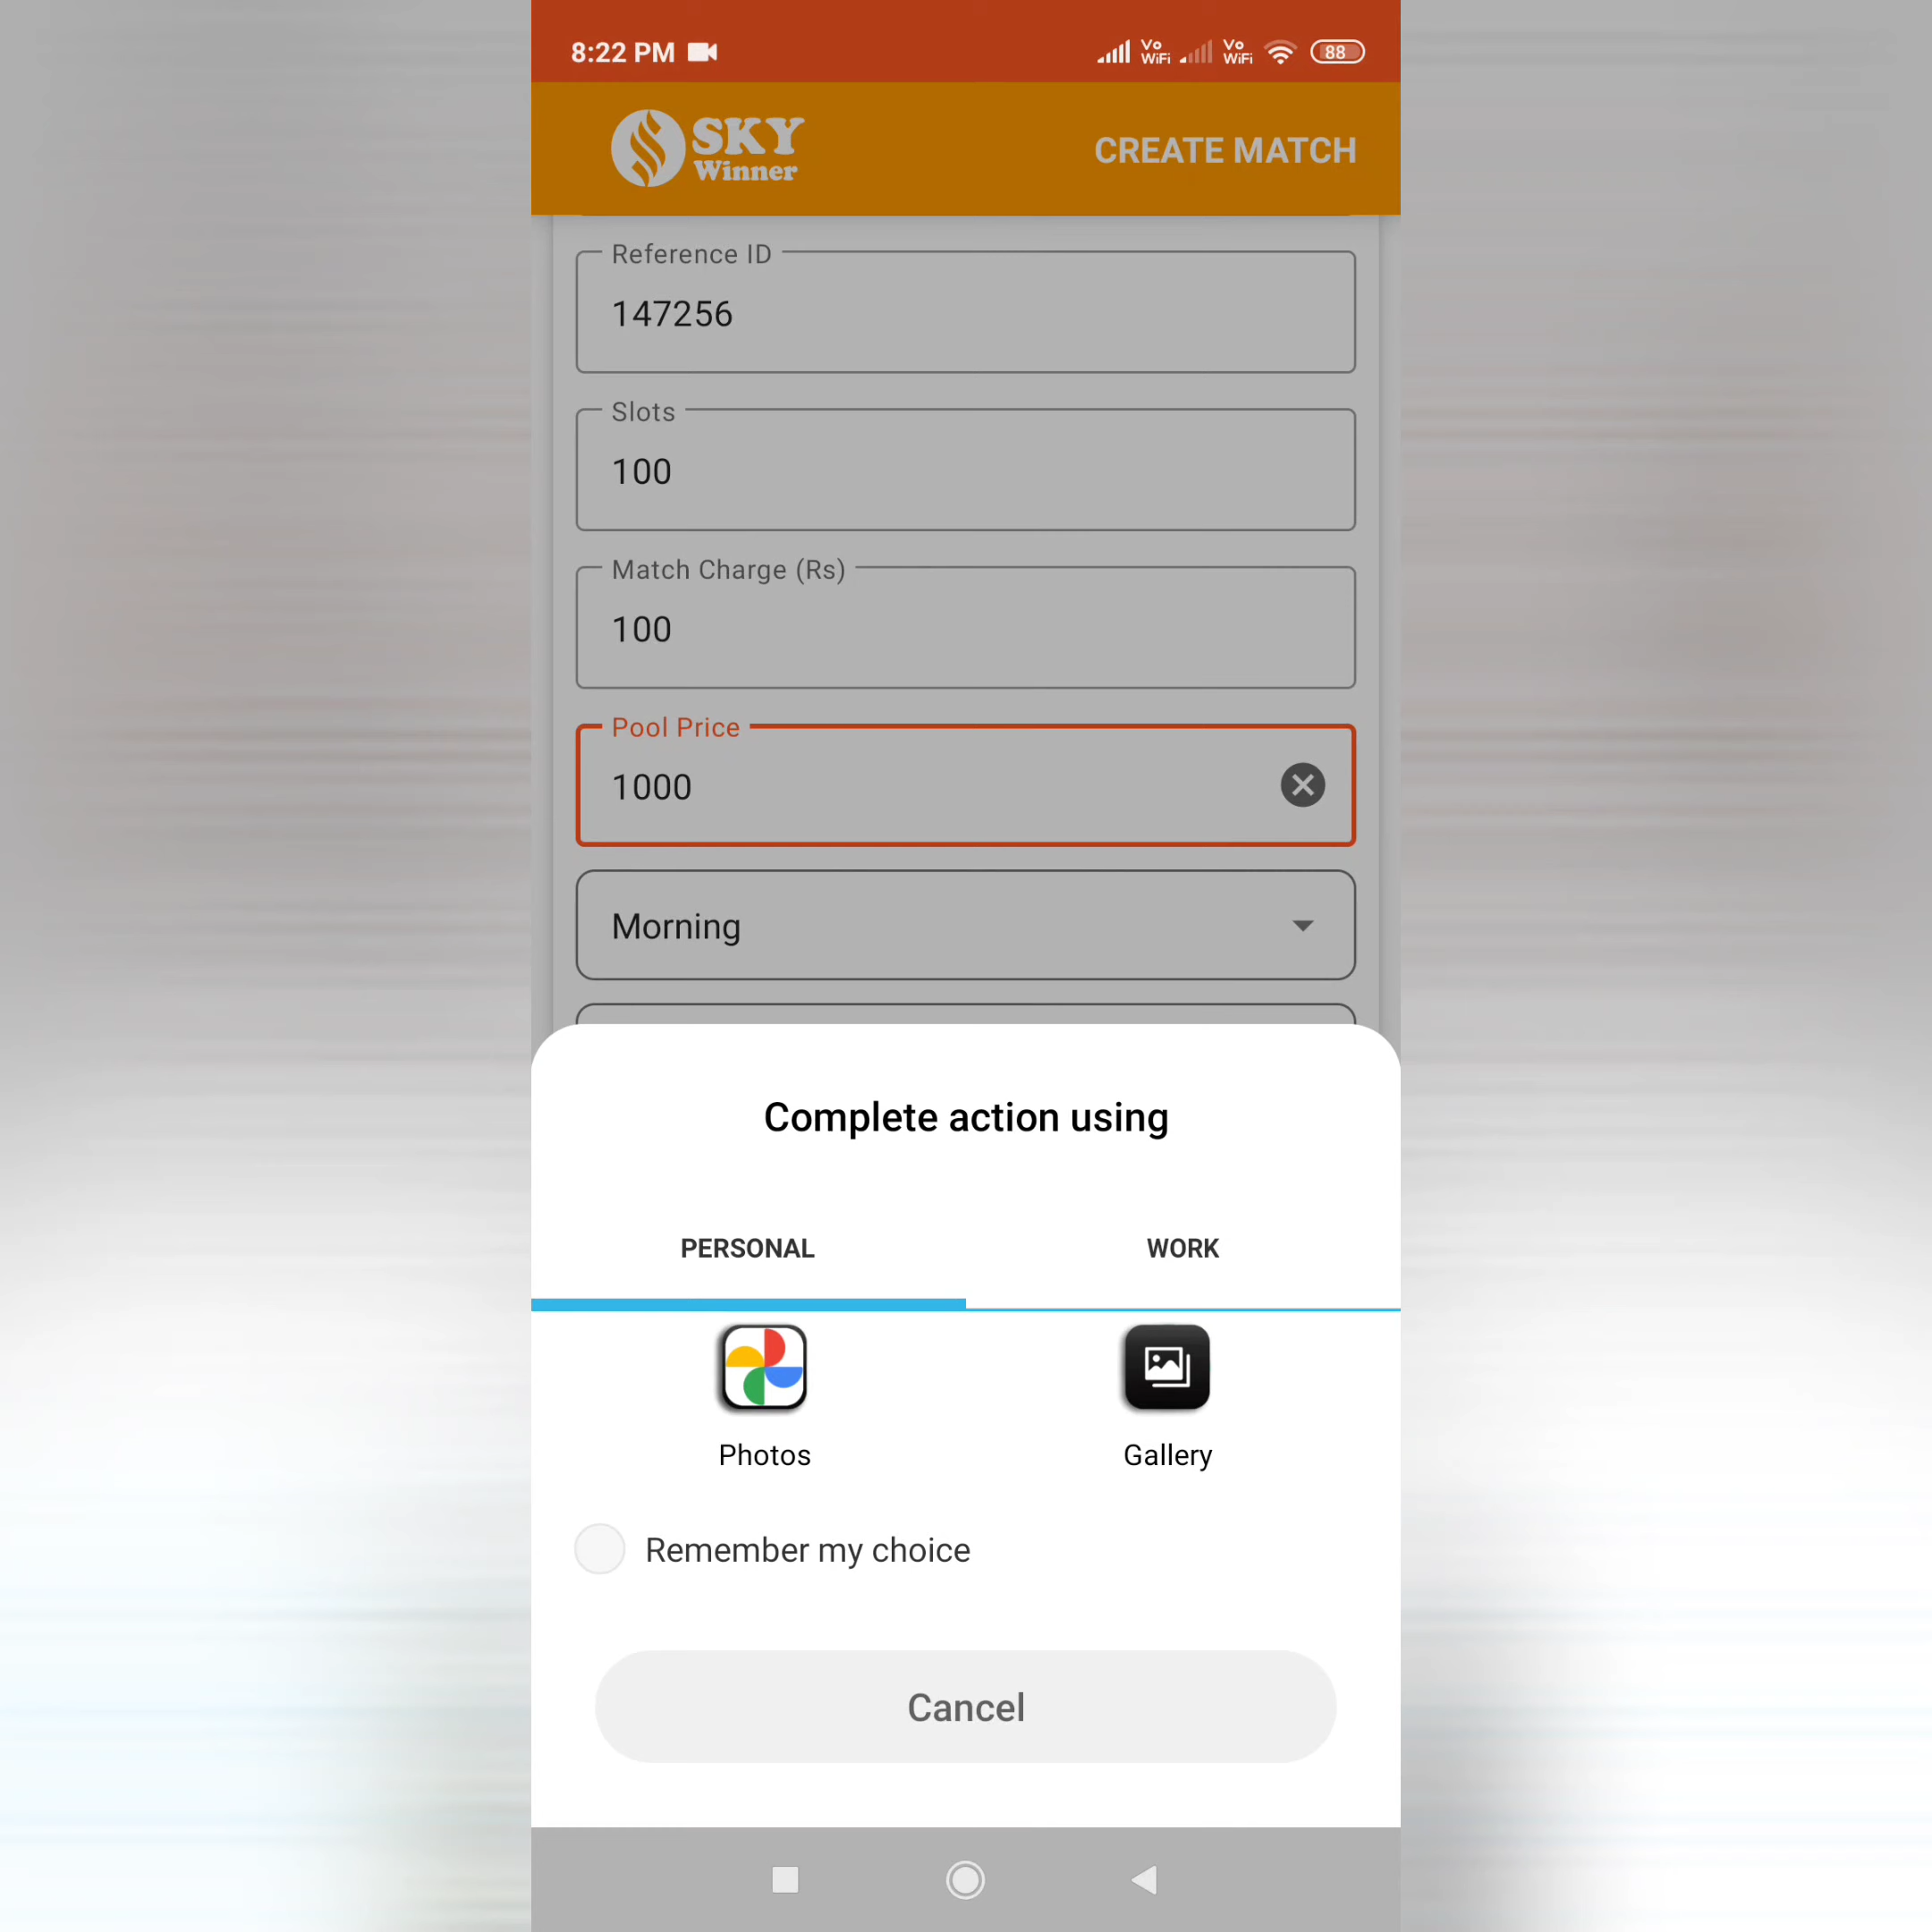 8:22 PM
Vo WiFi Vo WiFi 88
SKY Winner
CREATE MATCH
Reference ID
147256
Slots
100
Match Charge (Rs)
100
Pool Price
1000
Morning
Complete action using
PERSONAL WORK
Photos Gallery
Remember my choice
Cancel